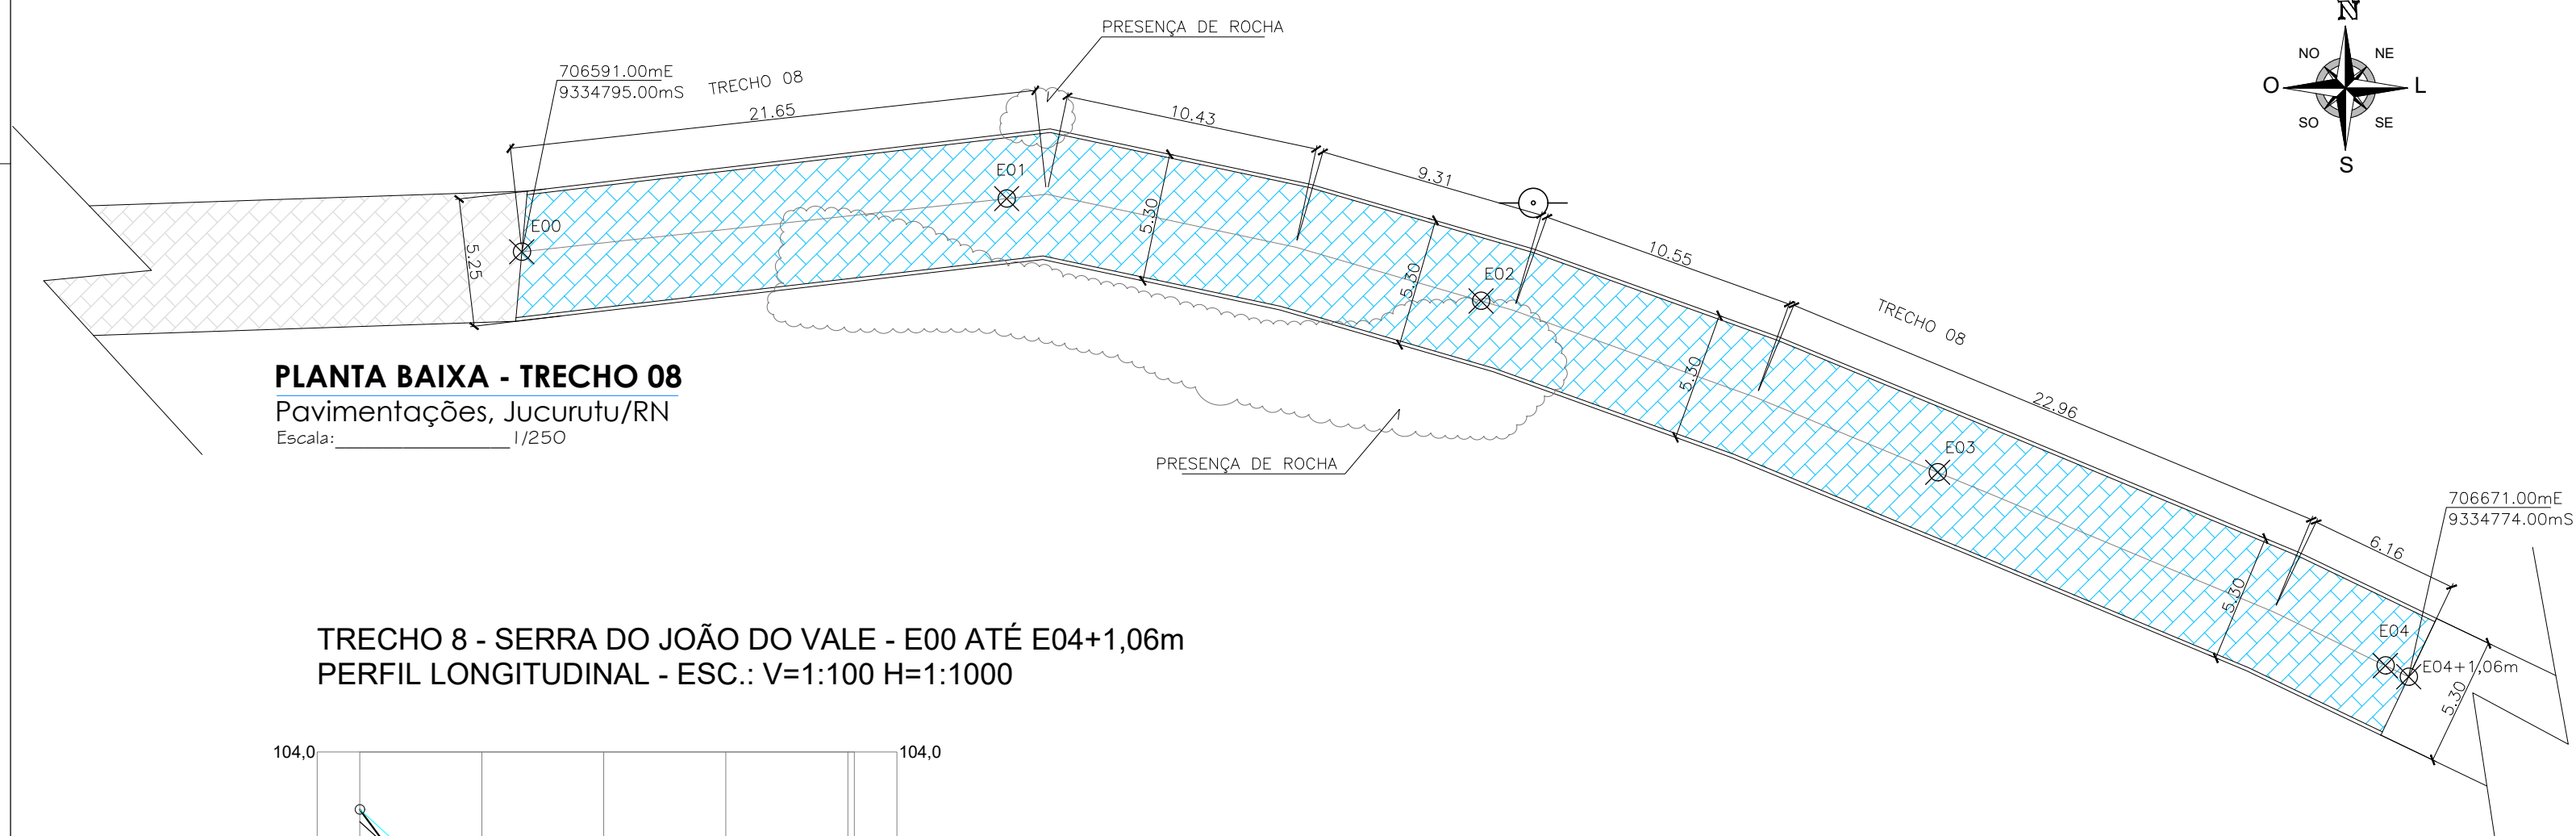 PRESENÇA DE ROCHA
N
NO
NE
O
L
SO
SE
S
706591.00mE
9334795.00mS
TRECHO 08
21.65
10.43
9.31
10.55
TRECHO 08
22.96
6.16
E00
E01
E02
E03
E04
E04+1,06m
5.25
5.30
5.30
5.30
5.30
5.30
706671.00mE
9334774.00mS
PRESENÇA DE ROCHA
PLANTA BAIXA - TRECHO 08
Pavimentações, Jucurutu/RN
Escala: 1/250
TRECHO 8 - SERRA DO JOÃO DO VALE - E00 ATÉ E04+1,06m
PERFIL LONGITUDINAL - ESC.: V=1:100 H=1:1000
104,0
104,0